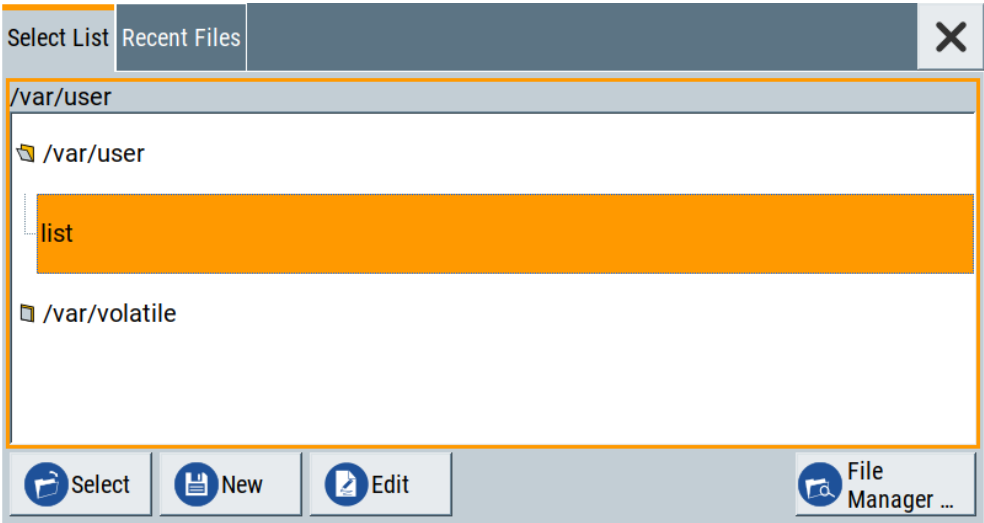 Select List Recent Files
/var/user
/var/user
list
/var/volatile
Select New Edit File
Manager ...